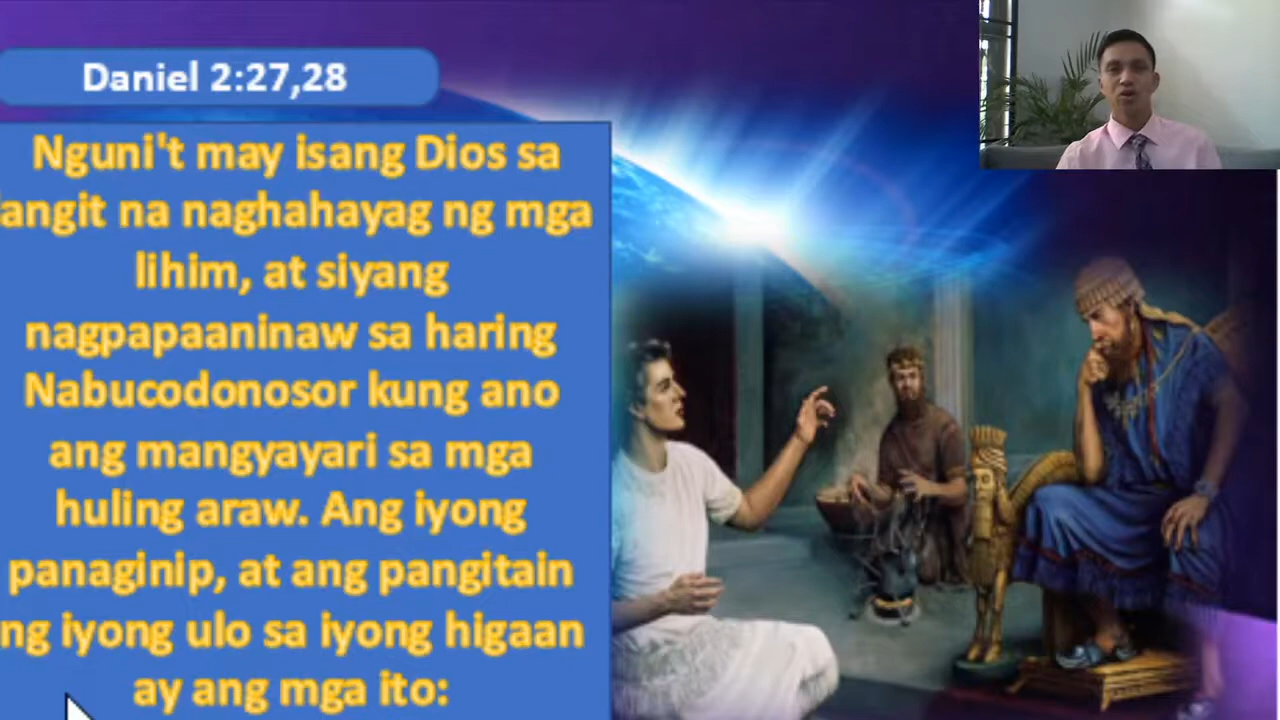 Daniel 2:27,28
Nguni't may isang Dios sa
langit na naghahayag ng mga
lihim, at siyang
nagpapaaninaw sa haring
Nabucodonosor kung ano
ang mangyayari sa mga
huling araw. Ang iyong
panaginip, at ang pangitain
ng iyong ulo sa iyong higaan
ay ang mga ito: